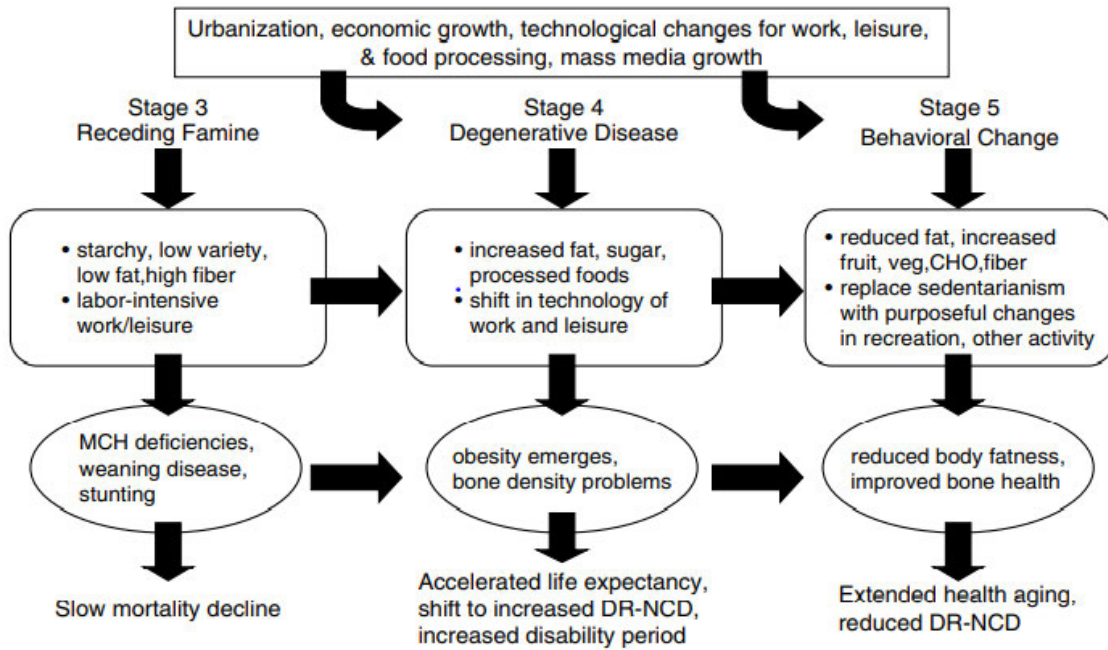 Urbanization, economic growth, technological changes for work, leisure,
& food processing, mass media growth
Stage 3
Receding Famine
Stage 4
Degenerative Disease
Stage 5
Behavioral Change
• starchy, low variety,
low fat,high fiber
• labor-intensive
work/leisure
• increased fat, sugar,
processed foods
• shift in technology of
work and leisure
• reduced fat, increased
fruit, veg,CHO,fiber
• replace sedentarianism
with purposeful changes
in recreation, other activity
MCH deficiencies,
weaning disease,
stunting
obesity emerges,
bone density problems
reduced body fatness,
improved bone health
Slow mortality decline
Accelerated life expectancy,
shift to increased DR-NCD,
increased disability period
Extended health aging,
reduced DR-NCD